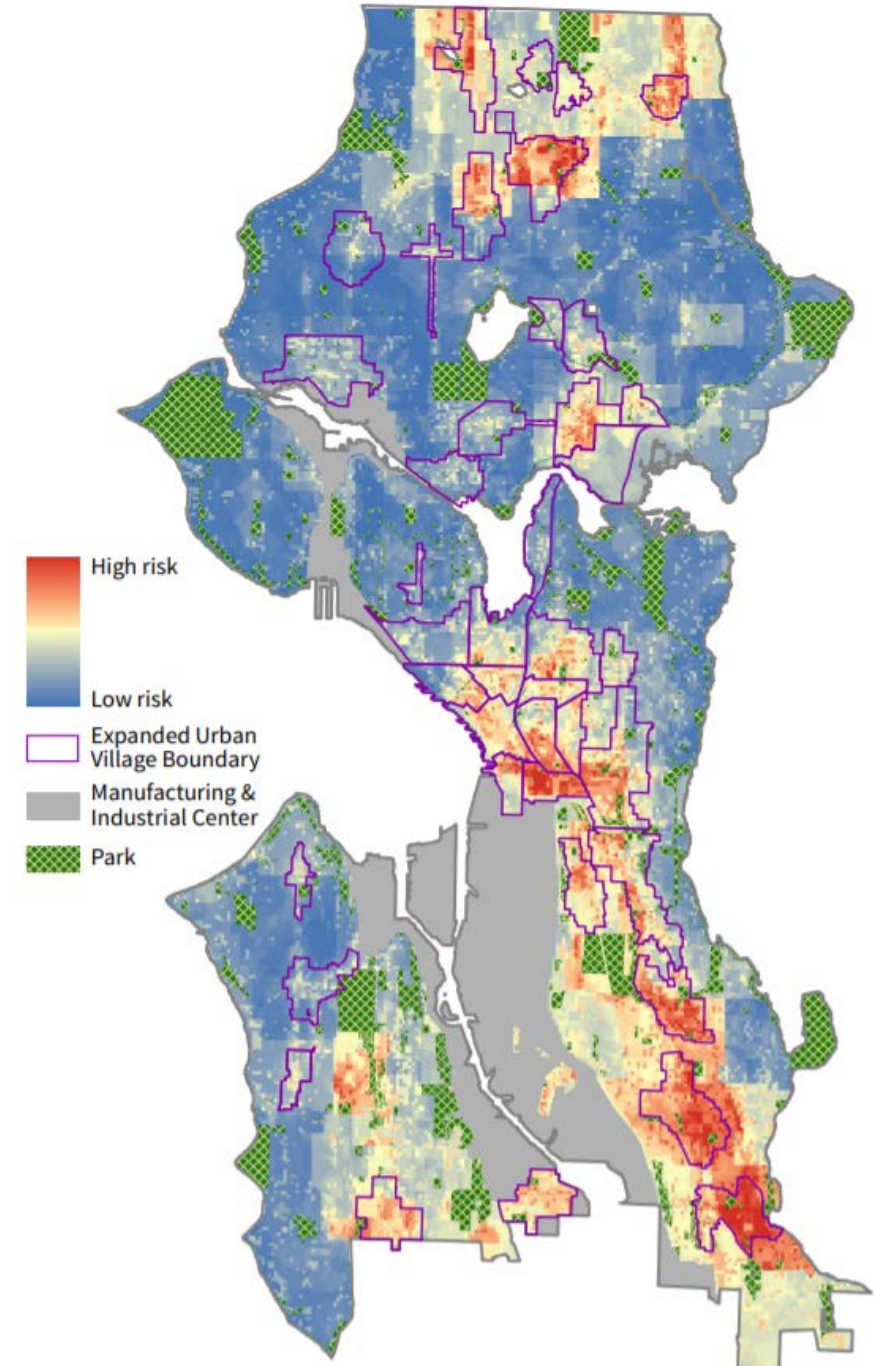 High risk
Low risk
Expanded Urban
Village Boundary
Manufacturing &
Industrial Center
Park